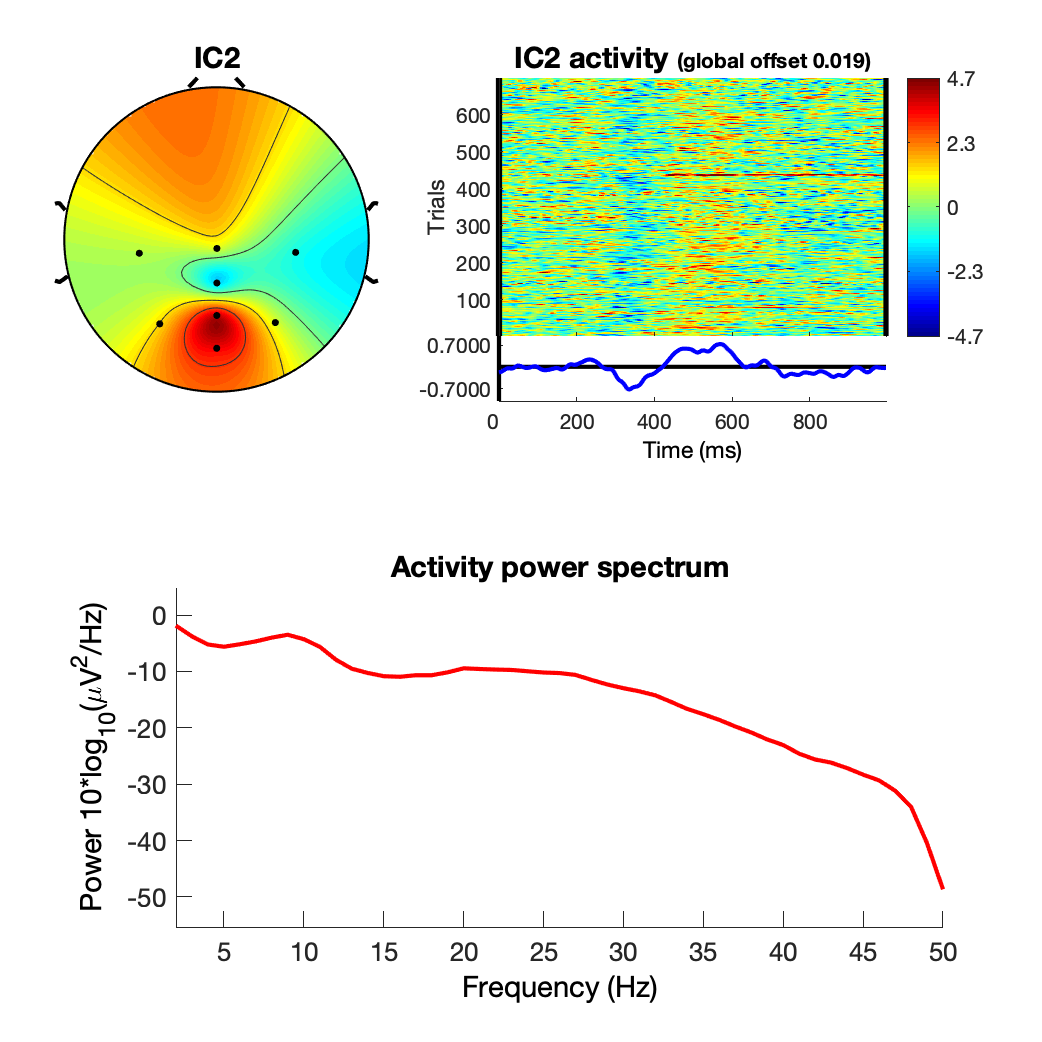 IC2
IC2 activity (global offset 0.019)
Trials
600
500
400
300
200
100
4.7
2.3
0
-2.3
-4.7
0.7000
-0.7000
0 200 400 600 800
Time (ms)
Activity power spectrum
Power 10*log10(μV2/Hz)
0
-10
-20
-30
-40
-50
5 10 15 20 25 30 35 40 45 50
Frequency (Hz)